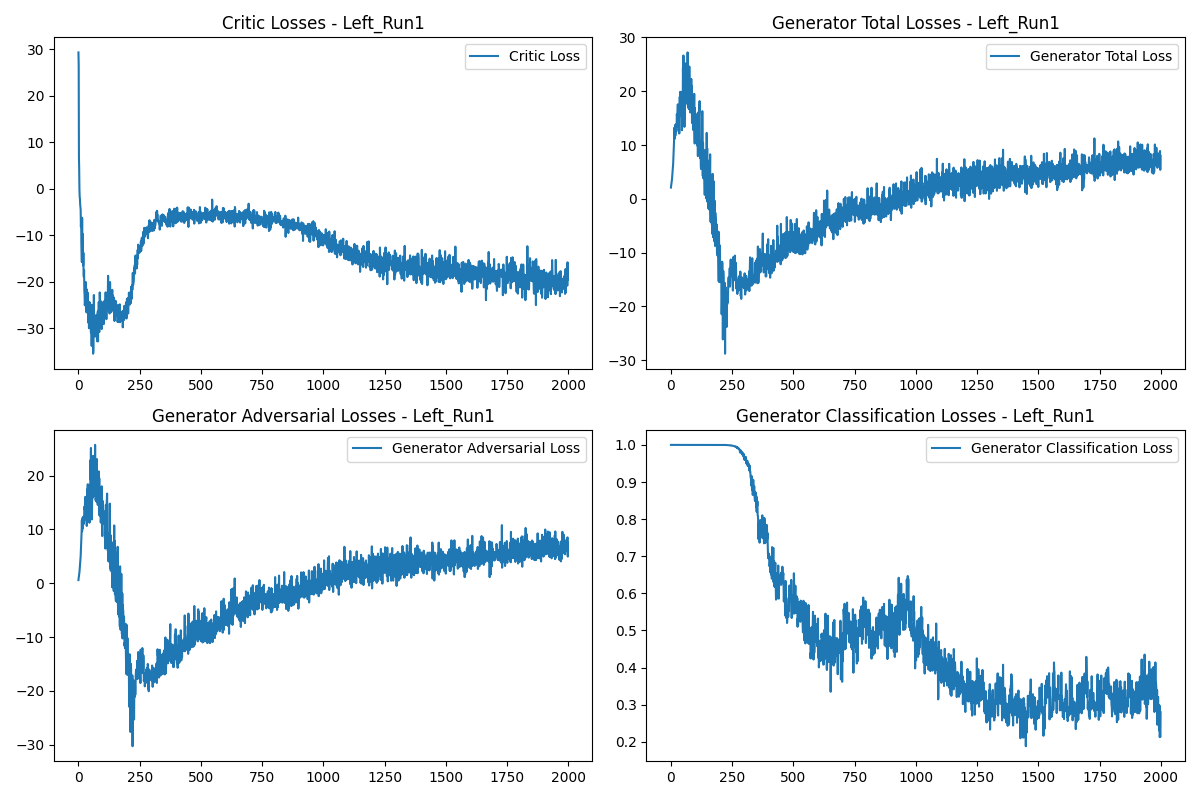 Critic Losses - Left_Run1
Critic Loss
30
20
10
0
−10
−20
−30
0 250 500 750 1000 1250 1500 1750 2000
Generator Total Losses - Left_Run1
Generator Total Loss
30
20
10
0
−10
−20
−30
0 250 500 750 1000 1250 1500 1750 2000
Generator Adversarial Losses - Left_Run1
Generator Adversarial Loss
20
10
0
−10
−20
−30
0 250 500 750 1000 1250 1500 1750 2000
Generator Classification Losses - Left_Run1
Generator Classification Loss
1.0
0.9
0.8
0.7
0.6
0.5
0.4
0.3
0.2
0 250 500 750 1000 1250 1500 1750 2000